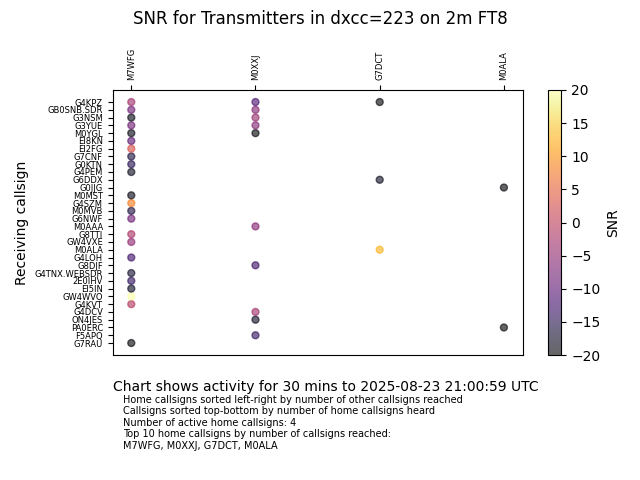 SNR for Transmitters in dxcc=223 on 2m FT8
M7WFG
M0XXJ
G7DCT
M0ALA
Receiving callsign
G4KPZ
GB0SNB.SDR
G3NSM
G3YUE
M0YGL
EI8KN
EI2FG
G7CNF
G0KTN
G4PEM
G6DDX
G0JJG
M0MST
G4SZM
M0MVB
G6NWF
M0AAA
G8TTI
GW4VXE
M0ALA
G4LOH
G8DJF
G4TNX.WEBSDR
2E0IHV
EI5IN
GW4WVO
G4KVT
G4DCV
ON4IES
PA0ERC
F5APQ
G7RAU
20
15
10
5
0
−5
−10
−15
−20
SNR
Chart shows activity for 30 mins to 2025-08-23 21:00:59 UTC
Home callsigns sorted left-right by number of other callsigns reached
Callsigns sorted top-bottom by number of home callsigns heard
Number of active home callsigns: 4
Top 10 home callsigns by number of callsigns reached:
M7WFG, M0XXJ, G7DCT, M0ALA